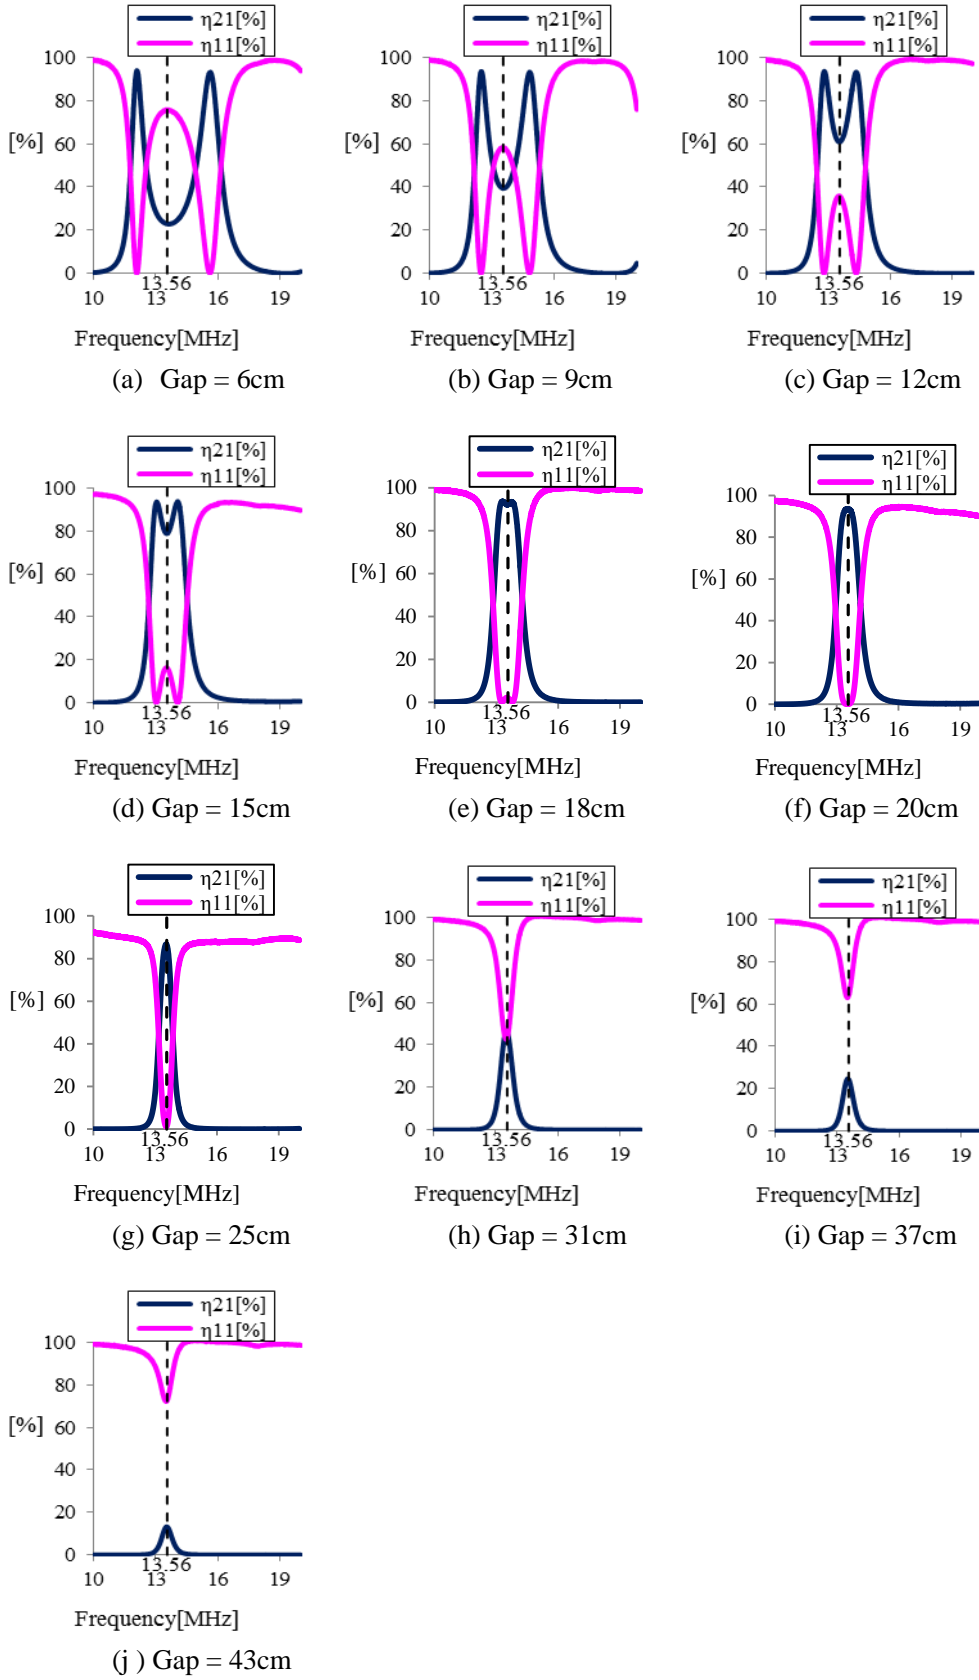 η21[%]
η11[%]
100
80
[%] 60
40
20
0
13.56
10 13 16 19
Frequency[MHz]
(a) Gap = 6cm
η21[%]
η11[%]
100
80
[%] 60
40
20
0
13.56
10 13 16 19
Frequency[MHz]
(b) Gap = 9cm
η21[%]
η11[%]
100
80
[%] 60
40
20
0
13.56
10 13 16 19
Frequency[MHz]
(c) Gap = 12cm
η21[%]
η11[%]
100
80
[%] 60
40
20
0
13.56
10 13 16 19
Frequency[MHz]
(d) Gap = 15cm
η21[%]
η11[%]
100
80
[%] 60
40
20
0
13.56
10 13 16 19
Frequency[MHz]
(e) Gap = 18cm
η21[%]
η11[%]
100
80
[%] 60
40
20
0
13.56
10 13 16 19
Frequency[MHz]
(f) Gap = 20cm
η21[%]
η11[%]
100
80
[%] 60
40
20
0
13.56
10 13 16 19
Frequency[MHz]
(g) Gap = 25cm
η21[%]
η11[%]
100
80
[%] 60
40
20
0
13.56
10 13 16 19
Frequency[MHz]
(h) Gap = 31cm
η21[%]
η11[%]
100
80
[%] 60
40
20
0
13.56
10 13 16 19
Frequency[MHz]
(i) Gap = 37cm
η21[%]
η11[%]
100
80
[%] 60
40
20
0
13.56
10 13 16 19
Frequency[MHz]
(j ) Gap = 43cm